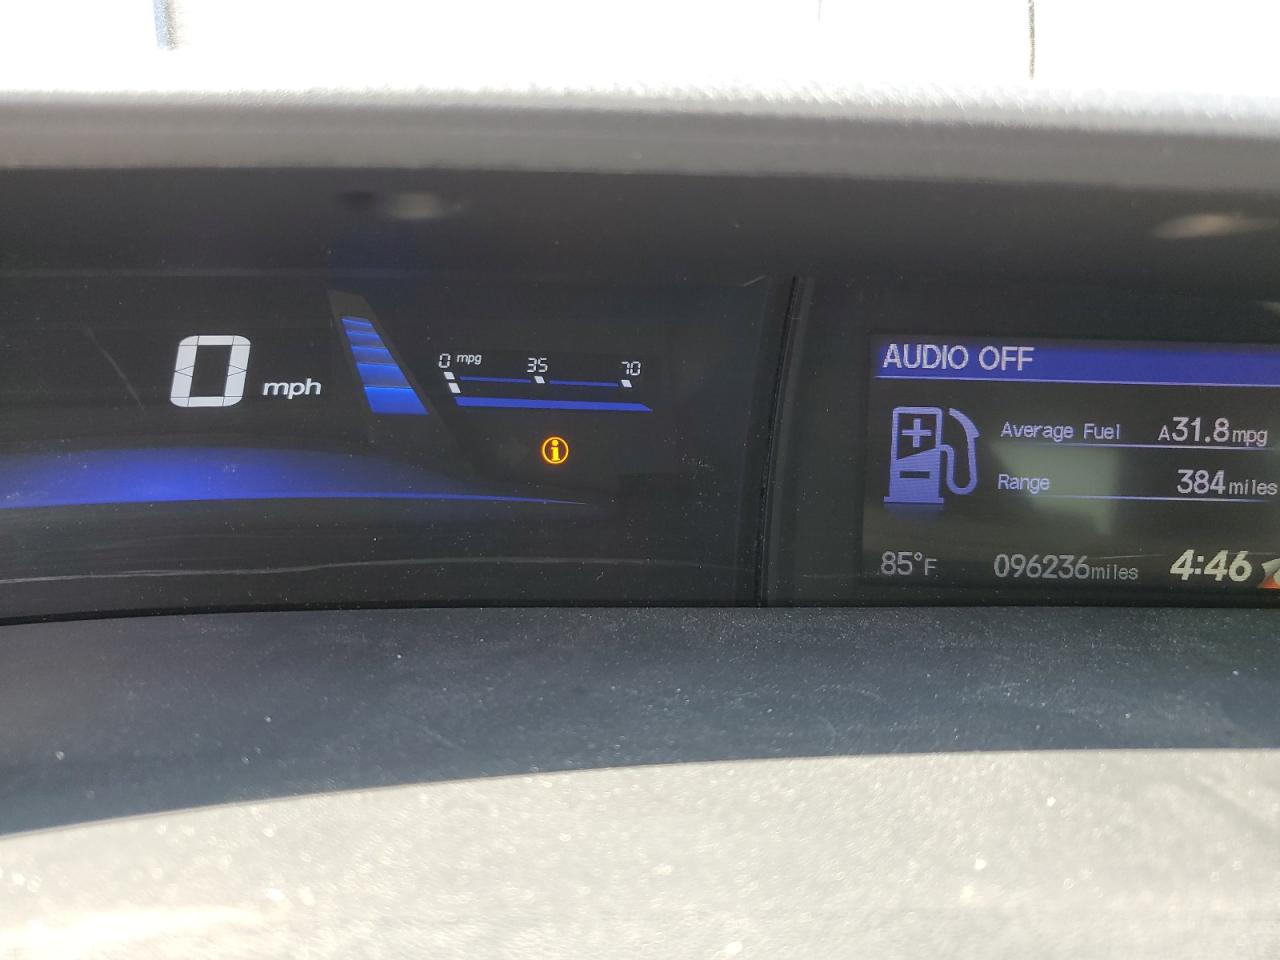 0 mph
0 mpg 35 70
i
AUDIO OFF
Average Fuel A31.8mpg
Range 384miles
85°F 096236miles 4:46